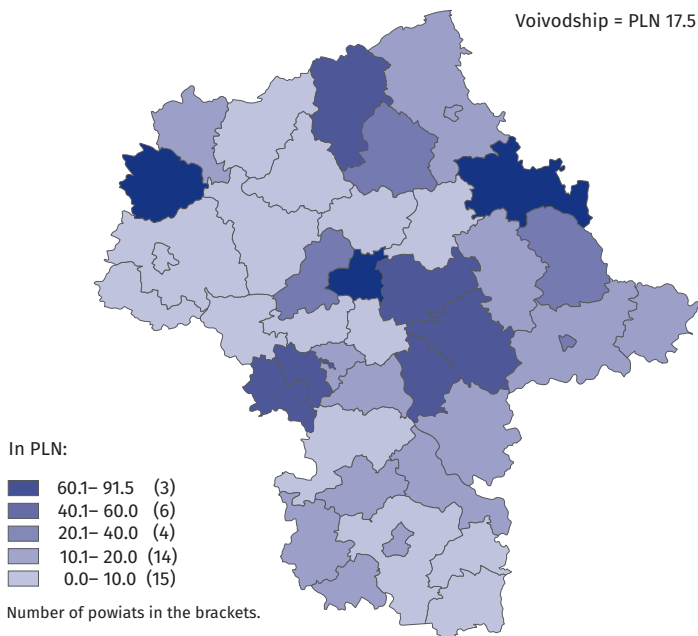 Voivodship = PLN 17.5
In PLN:
60.1– 91.5 (3)
40.1– 60.0 (6)
20.1– 40.0 (4)
10.1– 20.0 (14)
0.0– 10.0 (15)
Number of powiats in the brackets.